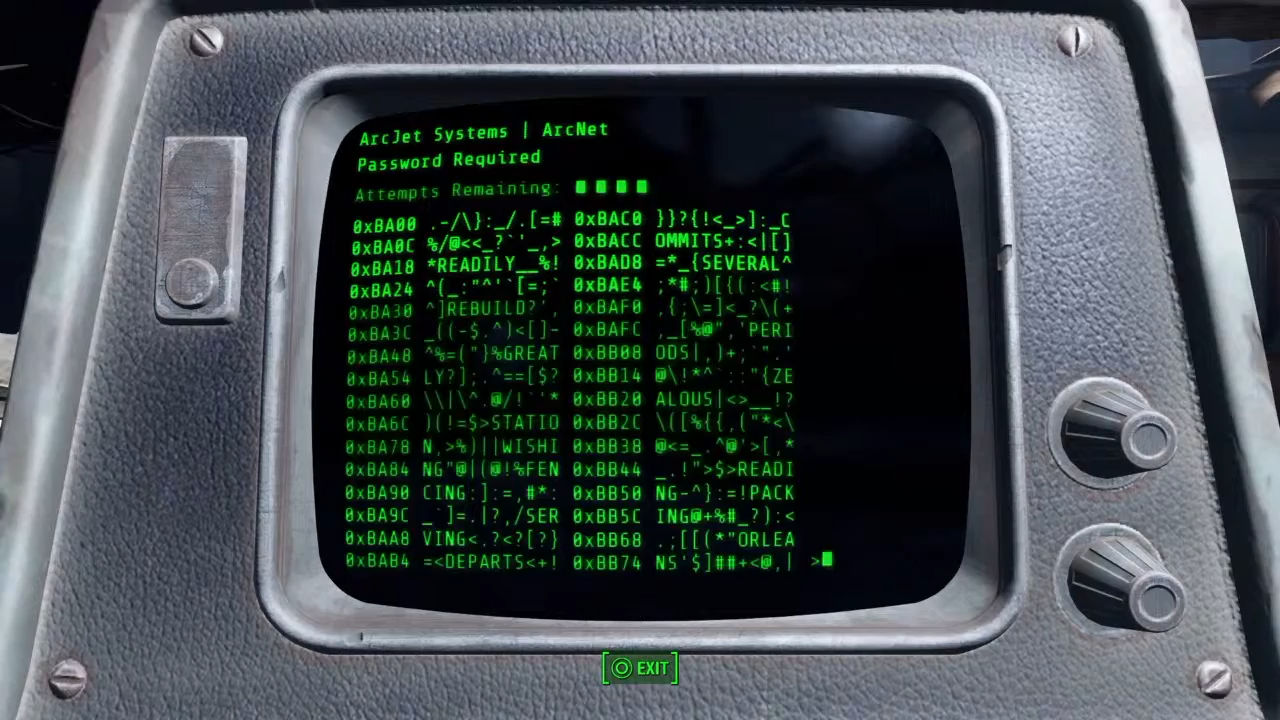 ArcJet Systems | ArcNet
Password Required
Attempts Remaining:
0xBA00 .-/\}:_/.[=# 0xBAC0 }}?{!<_>]:_C
0xBA0C %/@<<_?`'_,> 0xBACC OMMITS+:<|[]
0xBA18 *READILY__%! 0xBAD8 =*_{SEVERAL^
0xBA24 ^(_:"^'`[=;` 0xBAE4 ;*#;)[{(:<#!
0xBA30 ^]REBUILD?', 0xBAF0 ,{;\=]<_?\(+
0xBA3C _((-$.^)<[]- 0xBAFC ,_[%@",'PERI
0xBA48 ^%=("}%GREAT 0xBB08 ODS|,)+;`".'
0xBA54 LY?];.^==[$? 0xBB14 @\!*^`::"{ZE
0xBA60 \\|\^.@/!``'* 0xBB20 ALOUS|<>__!?
0xBA6C )(!=$>STATIO 0xBB2C \([%{{,("*<\
0xBA78 N,>%)||WISHI 0xBB38 @<=_.^@'>[,*
0xBA84 NG"@|(@!%FEN 0xBB44 _.!">$>READI
0xBA90 CING:]:=,#*: 0xBB50 NG-^}:=!PACK
0xBA9C _`]=.|?,/SER 0xBB5C ING@+%#_?):<
0xBAA8 VING<.?<?[?} 0xBB68 .;[[(*"ORLEA
0xBAB4 =<DEPARTS<+! 0xBB74 NS'$]##+<@,| >
EXIT